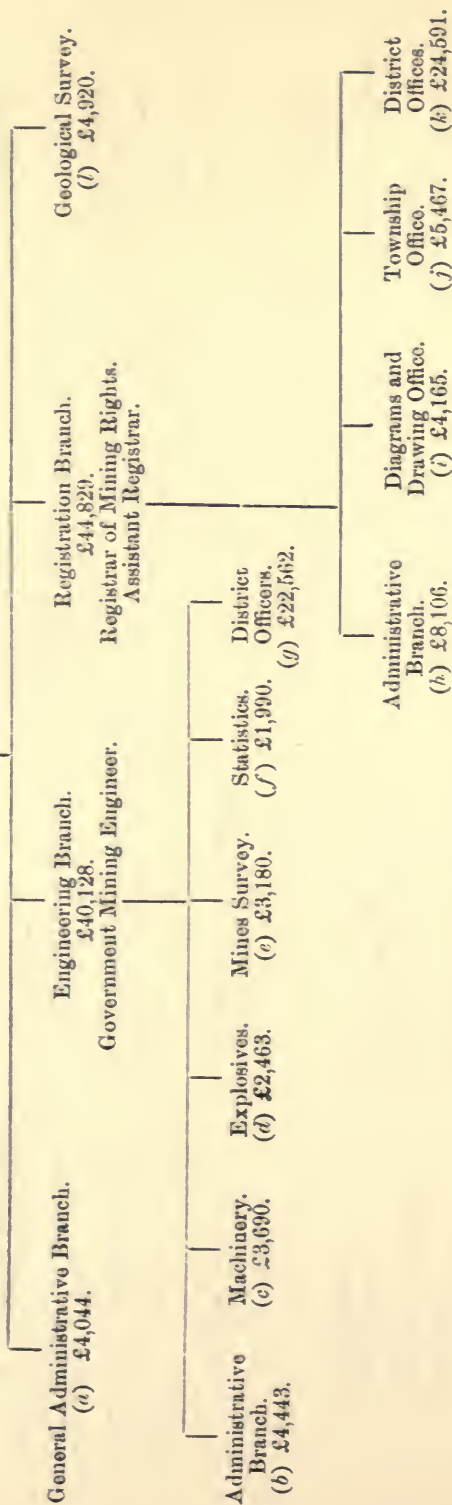 General Administrative Branch.
(a) £4,044.
Engineering Branch.
£40,128.
Government Mining Engineer.
Registration Branch.
£44,829.
Registrar of Mining Rights.
Assistant Registrar.
Geological Survey.
(l) £4,920.
Administrative
Branch.
(b) £4,443.
Machinery.
(c) £3,690.
Explosives.
(d) £2,463.
Mines Survey.
(e) £3,180.
Statistics.
(f) £1,990.
District
Officers.
(g) £22,562.
Administrative
Branch.
(h) £8,106.
Diagrams and
Drawing Office.
(i) £4,165.
Township
Office.
(j) £5,467.
District
Offices.
(k) £24,591.